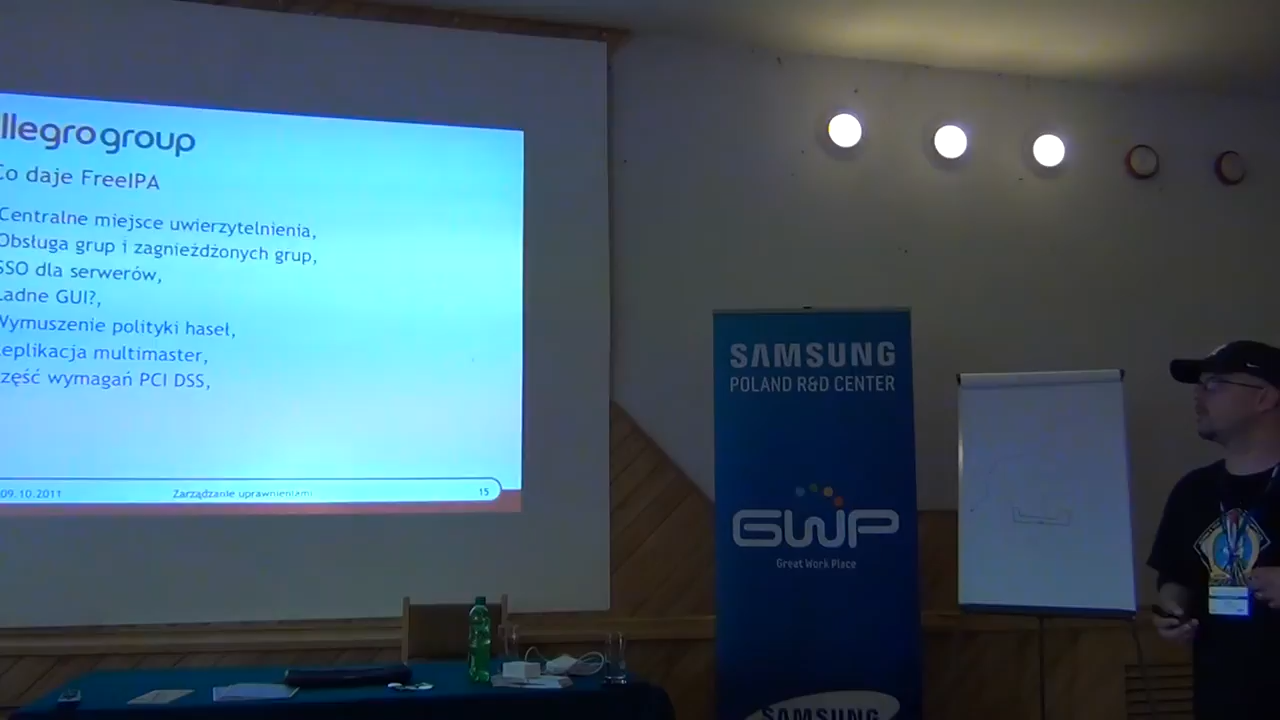 llegrogroup
Co daje FreeIPA
Centralne miejsce uwierzytelnienia,
Obsługa grup i zagnieżdżonych grup,
SSO dla serwerów,
Ładne GUI?,
Wymuszenie polityki haseł,
eplikacja multimaster,
zęść wymagań PCI DSS,
09.10.2011
Zarządzanie uprawnieniami
15
SAMSUNG
POLAND R&D CENTER
GWP
Great Work Place
SAMSUNG